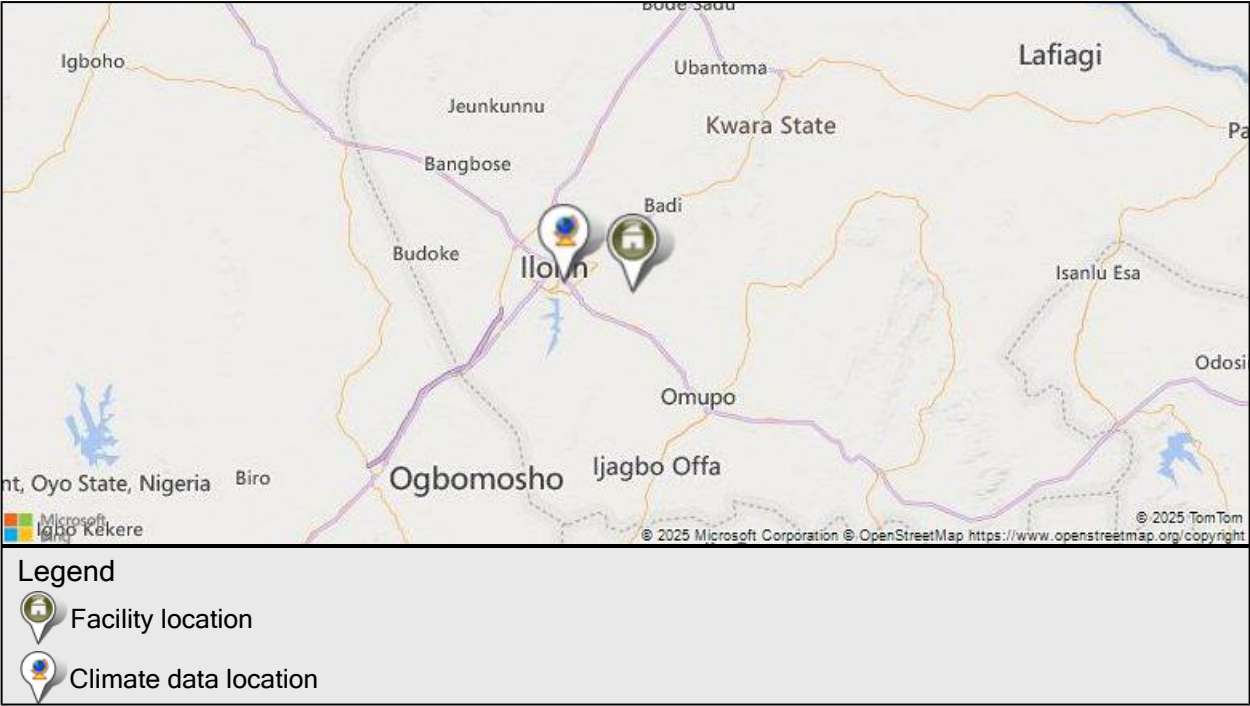 Bode Sadu
Igboho
Ubantoma
Lafiagi
Jeunkunnu
Kwara State
Pa
Bangbose
Badi
Budoke
Ilorin
Isanlu Esa
Odosi
Omupo
Ijagbo Offa
Ogbomosho
nt, Oyo State, Nigeria
Biro
Microsoft
Bing
Igbo Kekere
© 2025 TomTom
© 2025 Microsoft Corporation © OpenStreetMap https://www.openstreetmap.org/copyright
Legend
Facility location
Climate data location